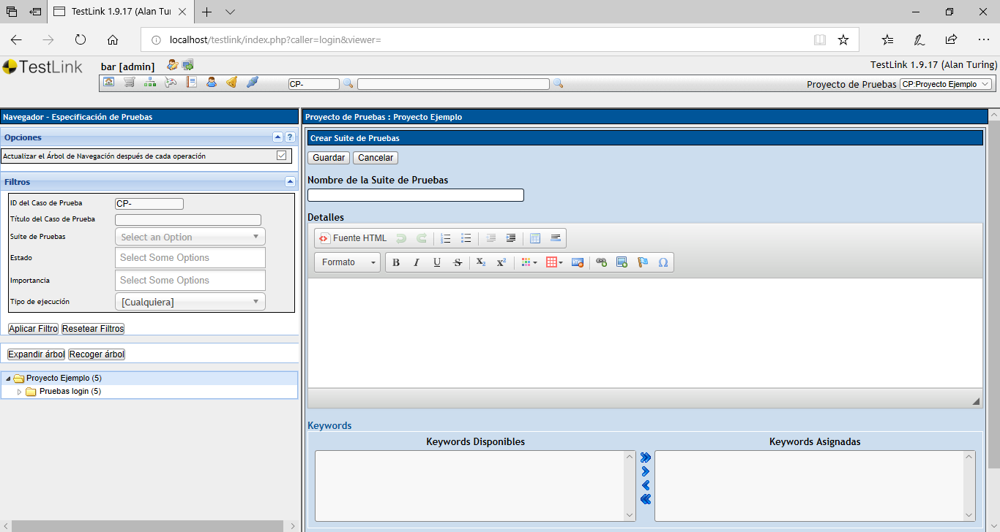 TestLink 1.9.17 (Alan Tur
localhost/testlink/index.php?caller=login&viewer=
TestLink
bar [admin]
TestLink 1.9.17 (Alan Turing)
CP-
Proyecto de Pruebas CP:Proyecto Ejemplo
Navegador - Especificación de Pruebas
Opciones
?
Actualizar el Árbol de Navegación después de cada operación
Filtros
ID del Caso de Prueba CP-
Título del Caso de Prueba
Suite de Pruebas Select an Option
Estado Select Some Options
Importancia Select Some Options
Tipo de ejecución [Cualquiera]
Aplicar Filtro Resetear Filtros
Expandir árbol Recoger árbol
Proyecto Ejemplo (5)
Pruebas login (5)
Proyecto de Pruebas : Proyecto Ejemplo
Crear Suite de Pruebas
Guardar Cancelar
Nombre de la Suite de Pruebas
Detalles
Fuente HTML
Formato B I U S X₂ X²
Keywords
Keywords Disponibles Keywords Asignadas